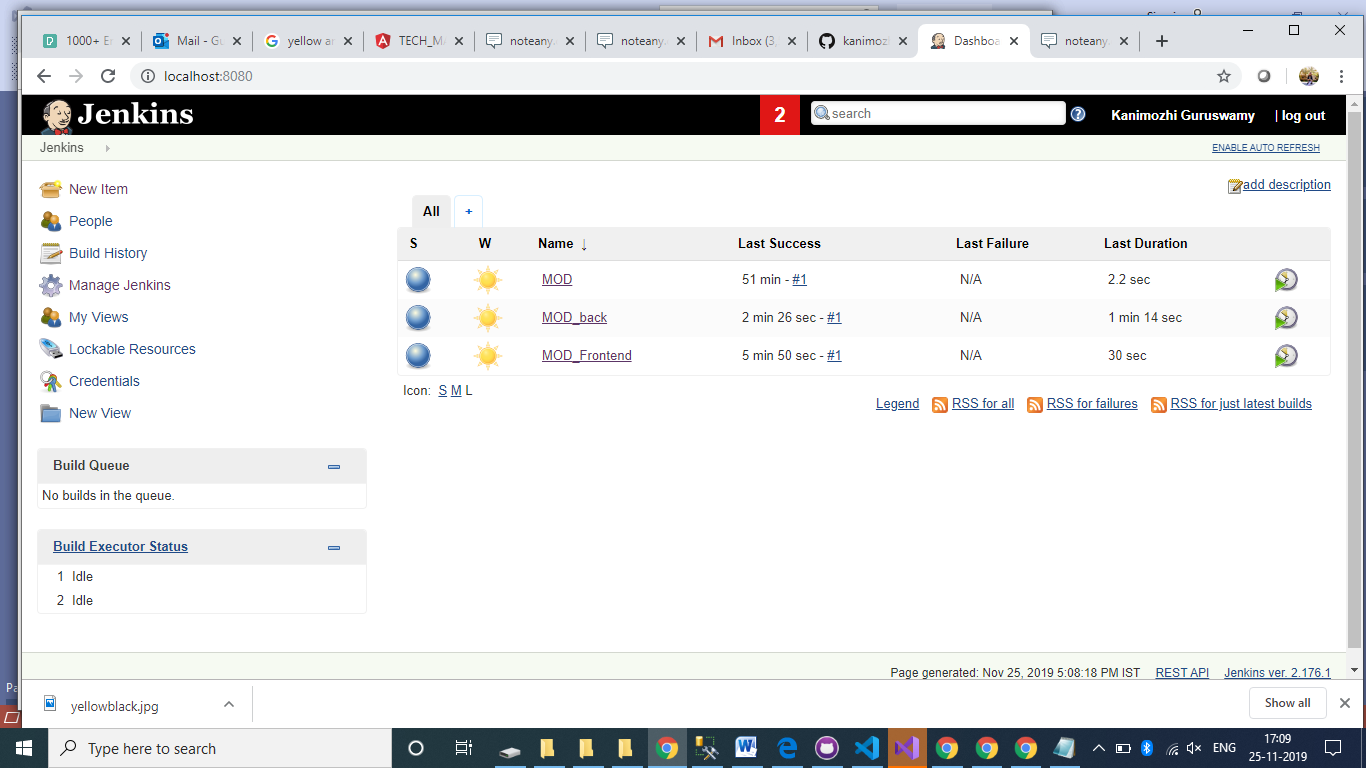 1000+ E
Mail - Gu
yellow an
TECH_M
noteany.
noteany.
Inbox (3,
kanimozh
Dashboa
noteany.
localhost:8080
Jenkins
2
search
Kanimozhi Guruswamy
| log out
Jenkins
ENABLE AUTO REFRESH
New Item
People
Build History
Manage Jenkins
My Views
Lockable Resources
Credentials
New View
Build Queue
No builds in the queue.
Build Executor Status
1 Idle
2 Idle
add description
All +
S W Name ↓ Last Success Last Failure Last Duration
MOD 51 min - #1 N/A 2.2 sec
MOD_back 2 min 26 sec - #1 N/A 1 min 14 sec
MOD_Frontend 5 min 50 sec - #1 N/A 30 sec
Icon: S M L
Legend RSS for all RSS for failures RSS for just latest builds
Page generated: Nov 25, 2019 5:08:18 PM IST REST API Jenkins ver. 2.176.1
Pa
yellowblack.jpg
Show all
Type here to search
ENG
17:09
25-11-2019